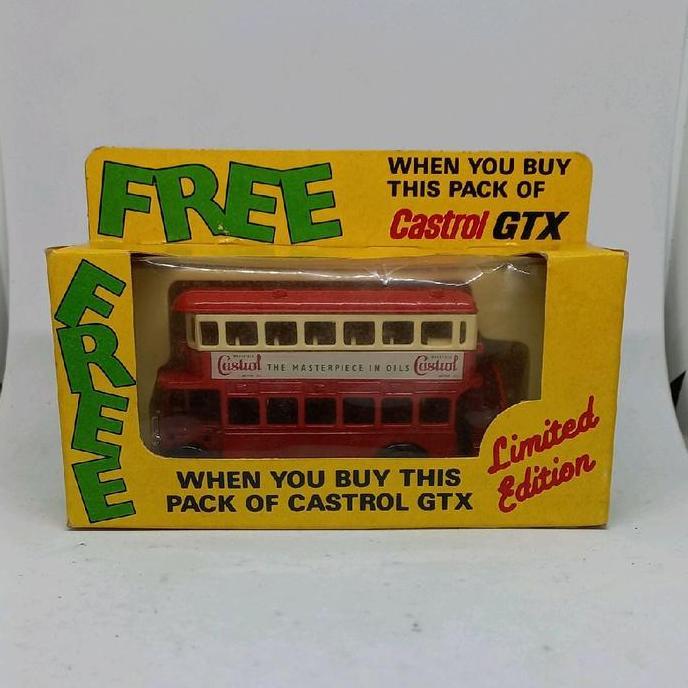 FREE
WHEN YOU BUY
THIS PACK OF
Castrol GTX
FREE
Castrol THE MASTERPIECE IN OILS Castrol
WHEN YOU BUY THIS
PACK OF CASTROL GTX
Limited
Edition